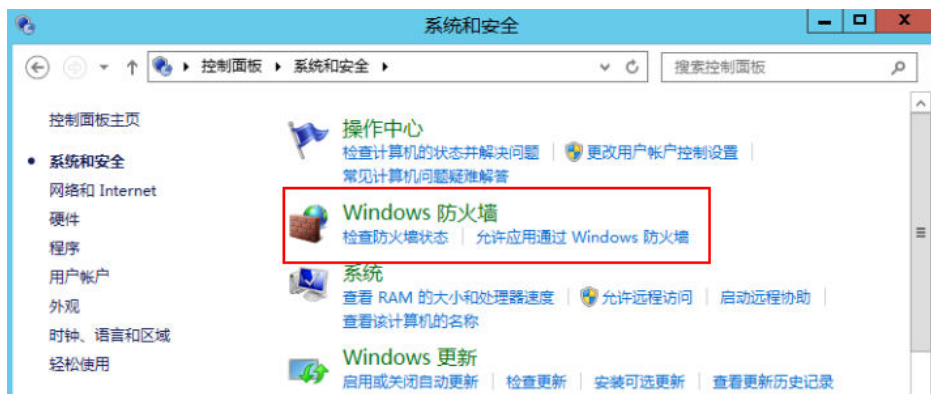 系统和安全
控制面板 系统和安全
搜索控制面板
控制面板主页
系统和安全
网络和 Internet
硬件
程序
用户帐户
外观
时钟、语言和区域
轻松使用
操作中心
检查计算机的状态并解决问题 更改用户帐户控制设置
常见计算机问题疑难解答
Windows 防火墙
检查防火墙状态 允许应用通过 Windows 防火墙
系统
查看 RAM 的大小和处理器速度 允许远程访问 启动远程协助
查看该计算机的名称
Windows 更新
启用或关闭自动更新 检查更新 安装可选更新 查看更新历史记录